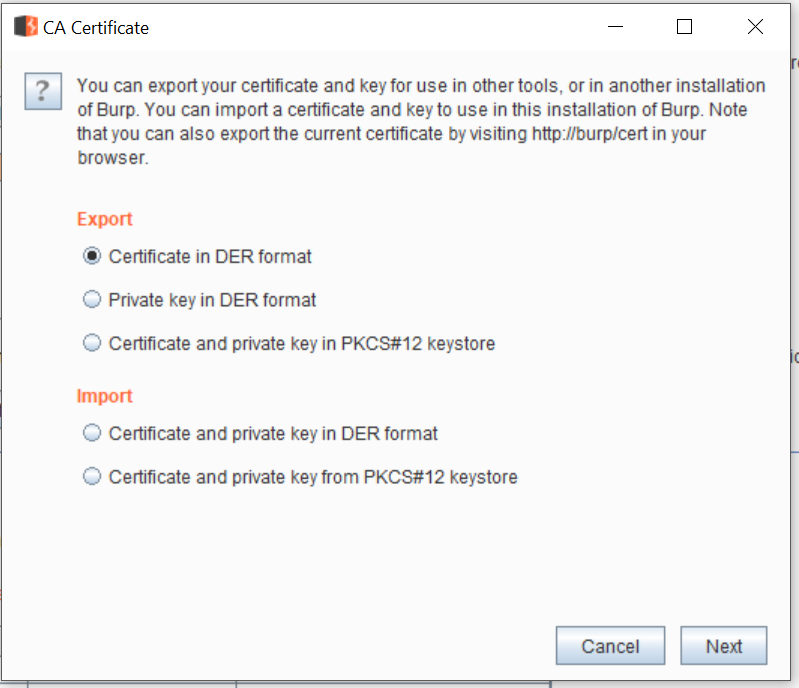 CA Certificate
?
You can export your certificate and key for use in other tools, or in another installation
of Burp. You can import a certificate and key to use in this installation of Burp. Note
that you can also export the current certificate by visiting http://burp/cert in your
browser.
Export
Certificate in DER format
Private key in DER format
Certificate and private key in PKCS#12 keystore
Import
Certificate and private key in DER format
Certificate and private key from PKCS#12 keystore
Cancel Next